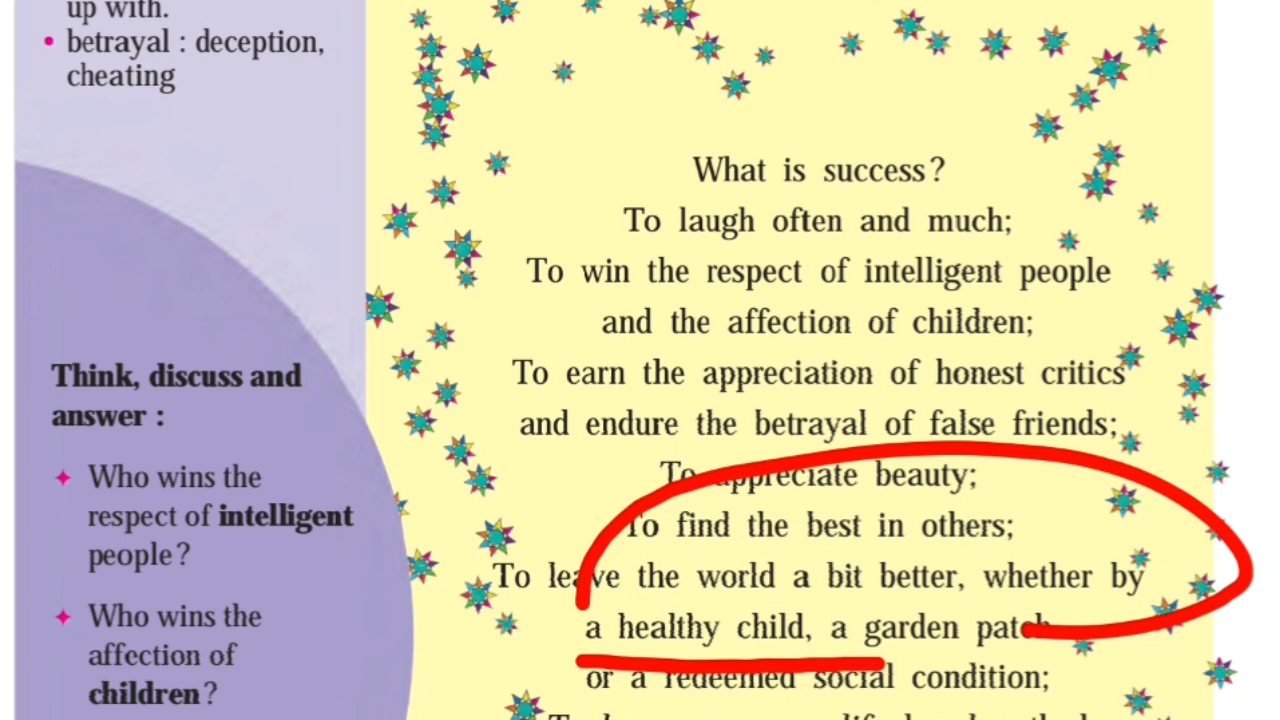 up with.
• betrayal : deception,
cheating
Think, discuss and
answer :
Who wins the
respect of intelligent
people?
Who wins the
affection of
children?
What is success?
To laugh often and much;
To win the respect of intelligent people
and the affection of children;
To earn the appreciation of honest critics
and endure the betrayal of false friends;
To appreciate beauty;
To find the best in others;
To leave the world a bit better, whether by
a healthy child, a garden patch
or a redeemed social condition;